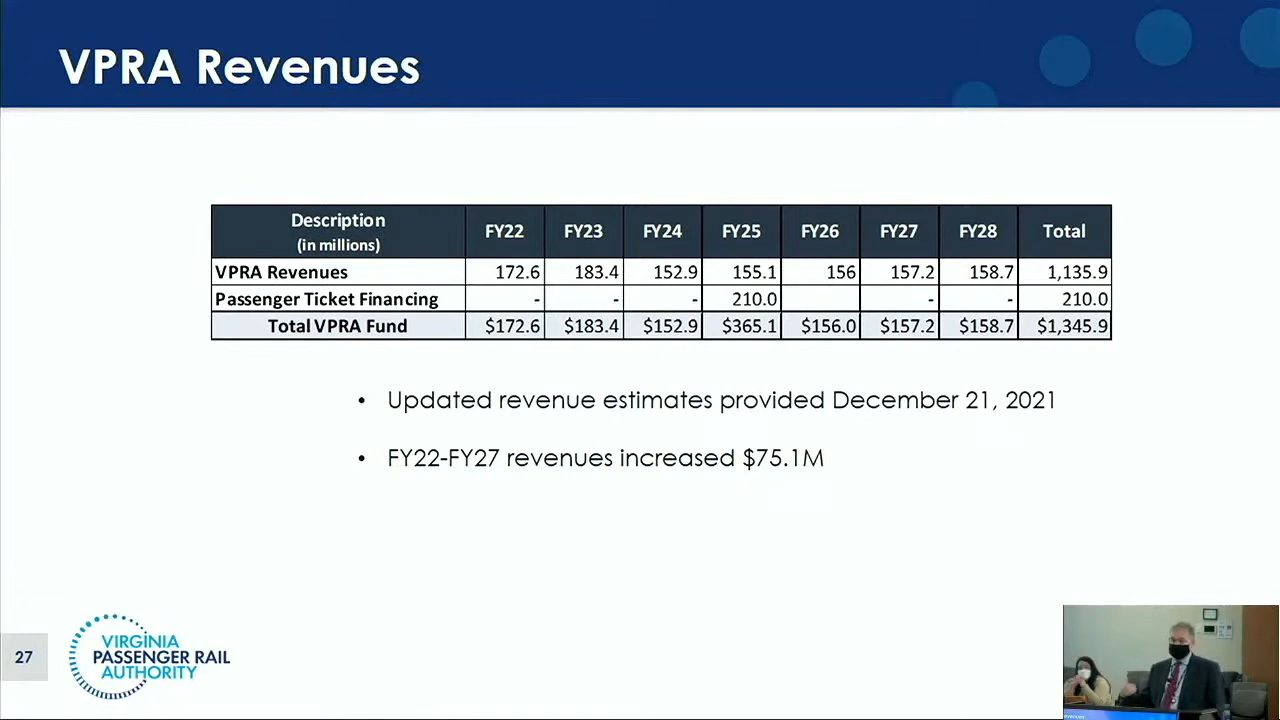 VPRA Revenues
Description FY22 FY23 FY24 FY25 FY26 FY27 FY28 Total
(in millions)
VPRA Revenues 172.6 183.4 152.9 155.1 156 157.2 158.7 1,135.9
Passenger Ticket Financing - - - 210.0 - - 210.0
Total VPRA Fund $172.6 $183.4 $152.9 $365.1 $156.0 $157.2 $158.7 $1,345.9
• Updated revenue estimates provided December 21, 2021
• FY22-FY27 revenues increased $75.1M
27
VIRGINIA
PASSENGER RAIL
AUTHORITY